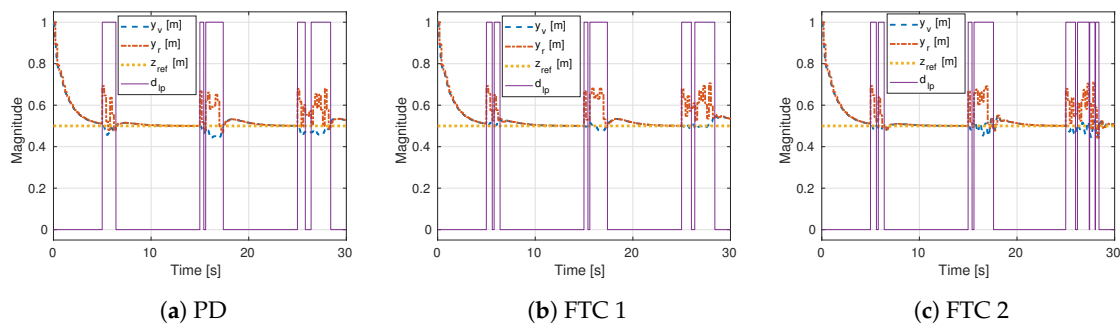 1
0.8
0.6
0.4
0.2
0
Magnitude
0 10 20 30
Time [s]
y_v [m]
y_r [m]
z_ref [m]
d_lp
(a) PD
1
0.8
0.6
0.4
0.2
0
Magnitude
0 10 20 30
Time [s]
y_v [m]
y_r [m]
z_ref [m]
d_lp
(b) FTC 1
1
0.8
0.6
0.4
0.2
0
Magnitude
0 10 20 30
Time [s]
y_v [m]
y_r [m]
z_ref [m]
d_lp
(c) FTC 2